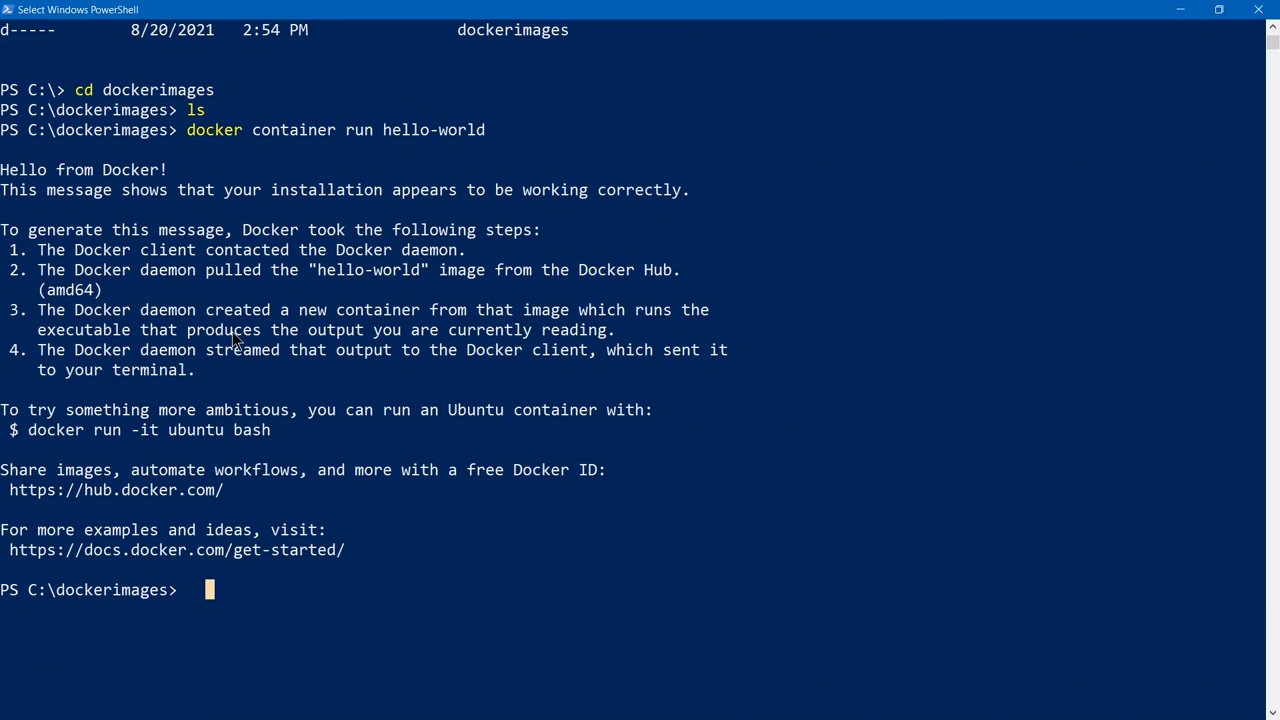 Select Windows PowerShell
d-----        8/20/2021   2:54 PM                dockerimages
PS C:\> cd dockerimages
PS C:\dockerimages> ls
PS C:\dockerimages> docker container run hello-world
Hello from Docker!
This message shows that your installation appears to be working correctly.
To generate this message, Docker took the following steps:
 1. The Docker client contacted the Docker daemon.
 2. The Docker daemon pulled the "hello-world" image from the Docker Hub.
    (amd64)
 3. The Docker daemon created a new container from that image which runs the
    executable that produces the output you are currently reading.
 4. The Docker daemon streamed that output to the Docker client, which sent it
    to your terminal.
To try something more ambitious, you can run an Ubuntu container with:
 $ docker run -it ubuntu bash
Share images, automate workflows, and more with a free Docker ID:
 https://hub.docker.com/
For more examples and ideas, visit:
 https://docs.docker.com/get-started/
PS C:\dockerimages>